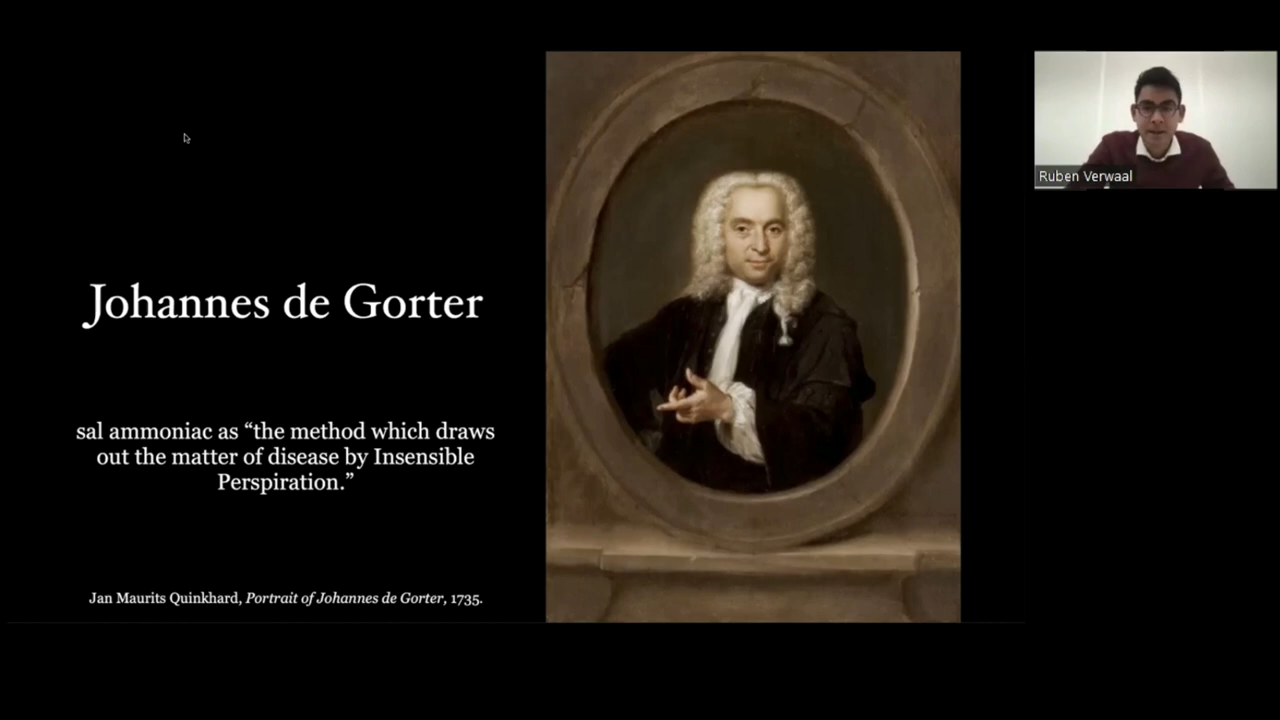 Johannes de Gorter
sal ammoniac as “the method which draws
out the matter of disease by Insensible
Perspiration.”
Jan Maurits Quinkhard, Portrait of Johannes de Gorter, 1735.
Ruben Verwaal